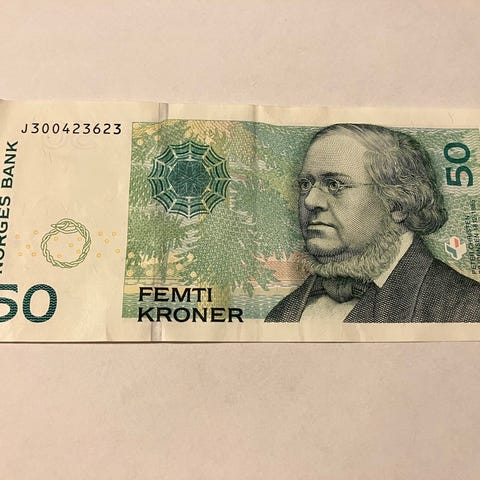 J300423623
NORGES BANK
50
50
FEMTI
KRONER